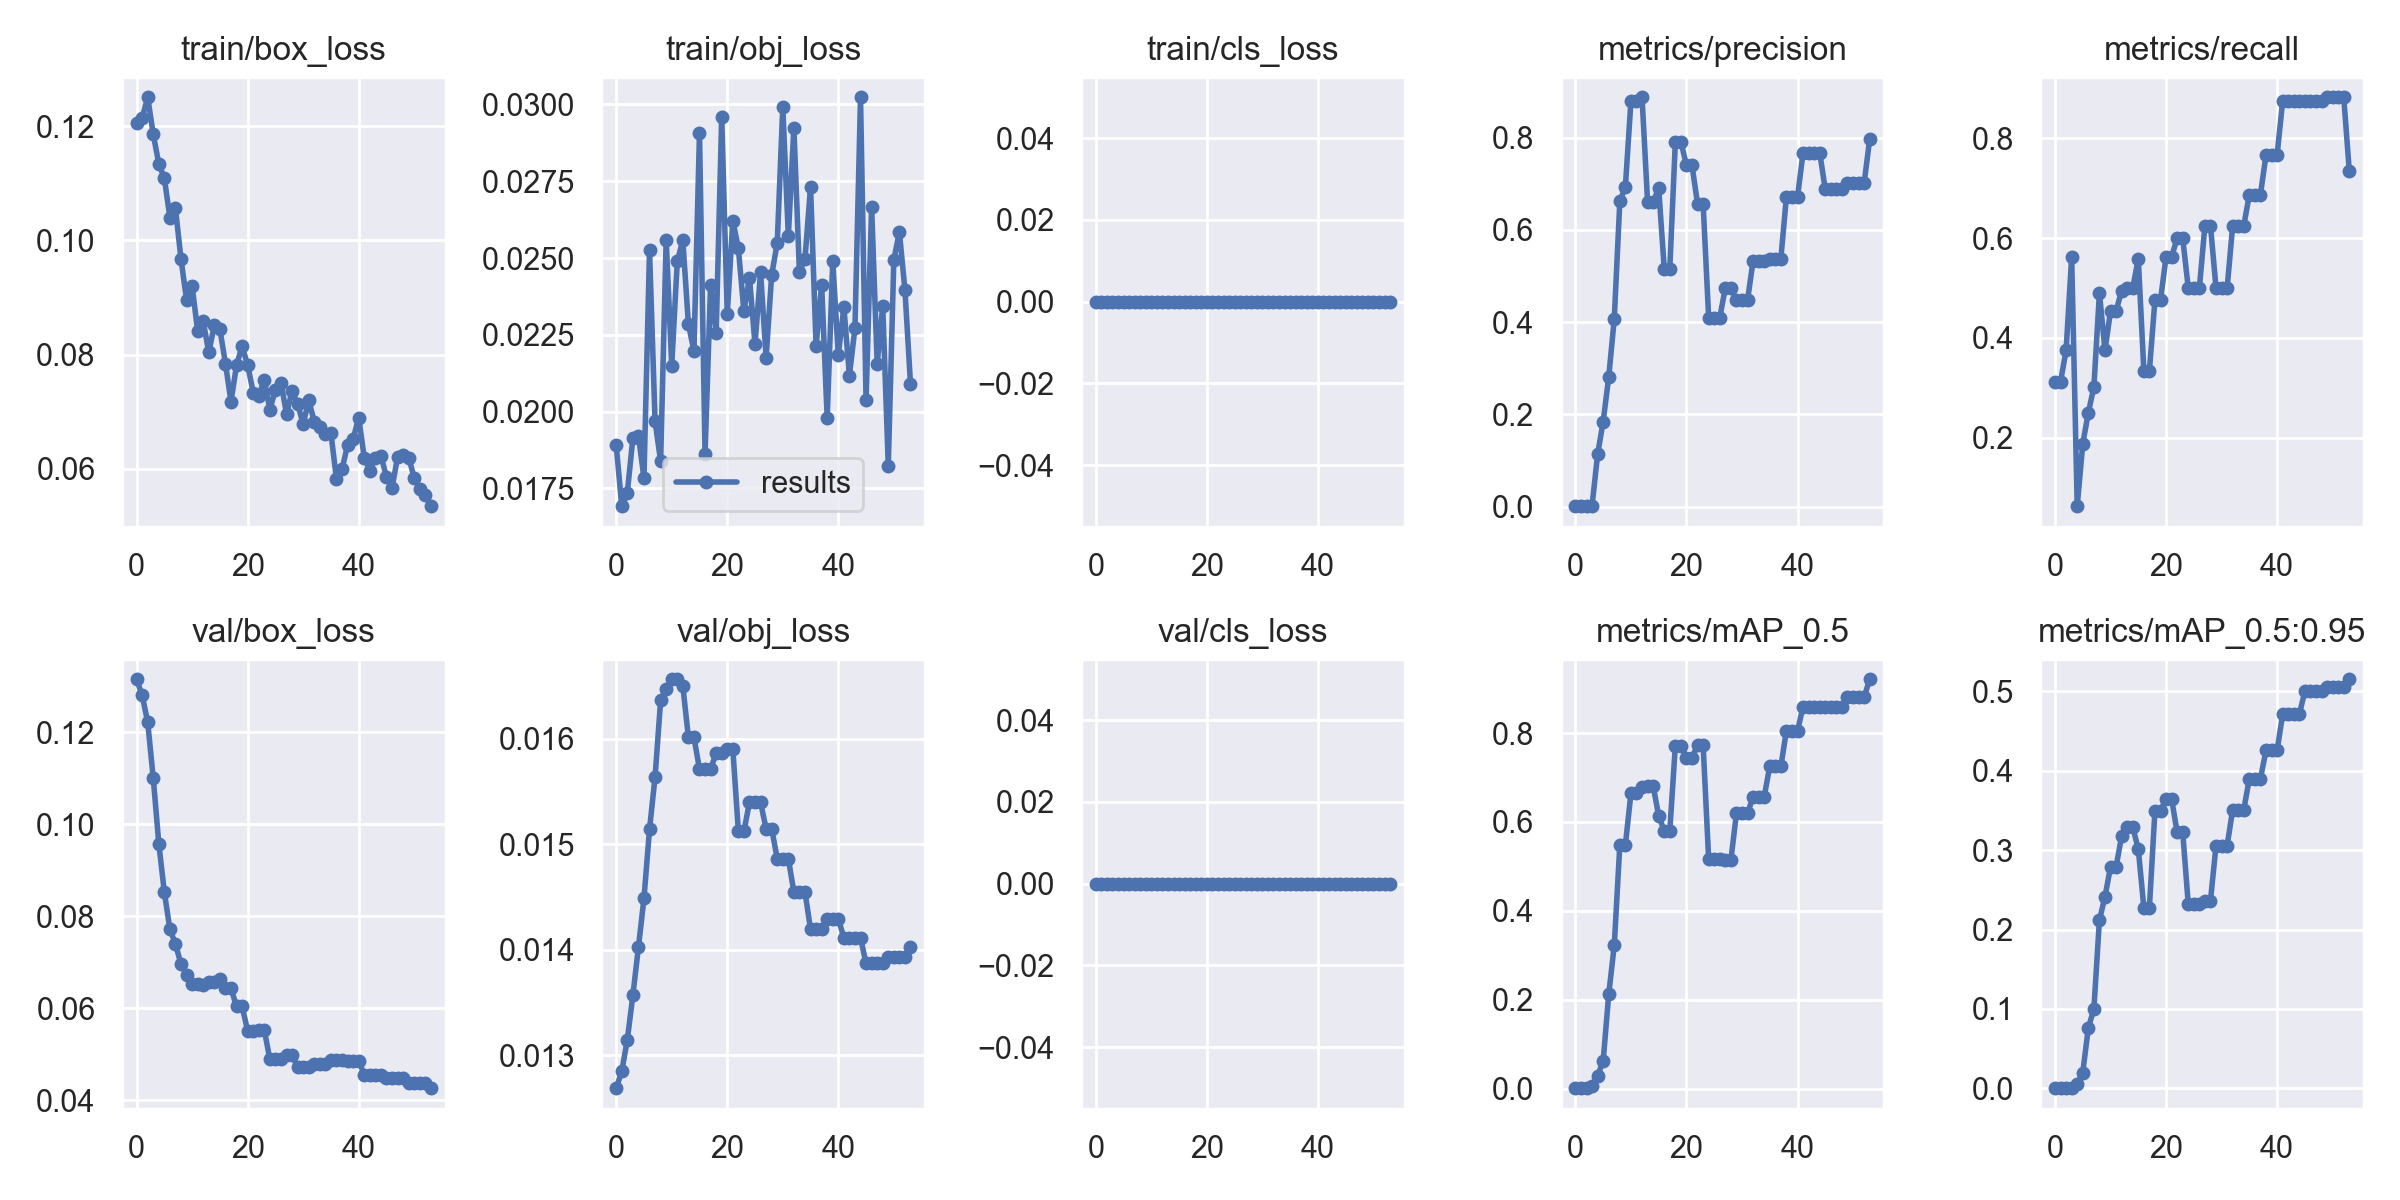 train/box_loss
0.12
0.10
0.08
0.06
0 20 40
train/obj_loss
0.0300
0.0275
0.0250
0.0225
0.0200
0.0175
results
0 20 40
train/cls_loss
0.04
0.02
0.00
−0.02
−0.04
0 20 40
metrics/precision
0.8
0.6
0.4
0.2
0.0
0 20 40
metrics/recall
0.8
0.6
0.4
0.2
0 20 40
val/box_loss
0.12
0.10
0.08
0.06
0.04
0 20 40
val/obj_loss
0.016
0.015
0.014
0.013
0 20 40
val/cls_loss
0.04
0.02
0.00
−0.02
−0.04
0 20 40
metrics/mAP_0.5
0.8
0.6
0.4
0.2
0.0
0 20 40
metrics/mAP_0.5:0.95
0.5
0.4
0.3
0.2
0.1
0.0
0 20 40